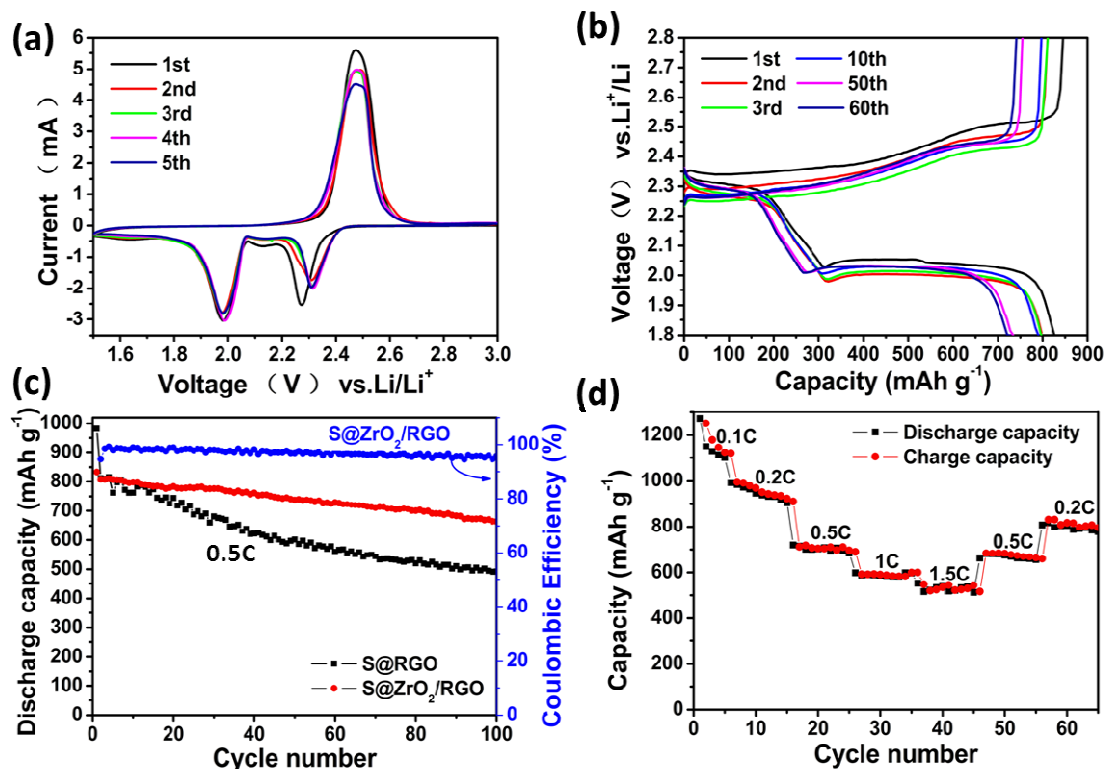 (a)
6
5
4
3
2
1
0
-1
-2
-3
Current （mA）
1st
2nd
3rd
4th
5th
1.6 1.8 2.0 2.2 2.4 2.6 2.8 3.0
Voltage （V） vs.Li/Li⁺
(b)
2.8
2.7
2.6
2.5
2.4
2.3
2.2
2.1
2.0
1.9
1.8
Voltage（V） vs.Li⁺/Li
1st 10th
2nd 50th
3rd 60th
0 100 200 300 400 500 600 700 800 900
Capacity (mAh g⁻¹)
(c)
1000
900
800
700
600
500
400
300
200
100
0
Discharge capacity (mAh g⁻¹)
S@ZrO₂/RGO
0.5C
S@RGO
S@ZrO₂/RGO
100
80
60
40
20
0
Coulombic Efficiency (%)
0 20 40 60 80 100
Cycle number
(d)
1200
1000
800
600
400
200
0
Capacity (mAh g⁻¹)
Discharge capacity
Charge capacity
0.1C
0.2C
0.5C
1C
1.5C
0.5C
0.2C
0 10 20 30 40 50 60
Cycle number